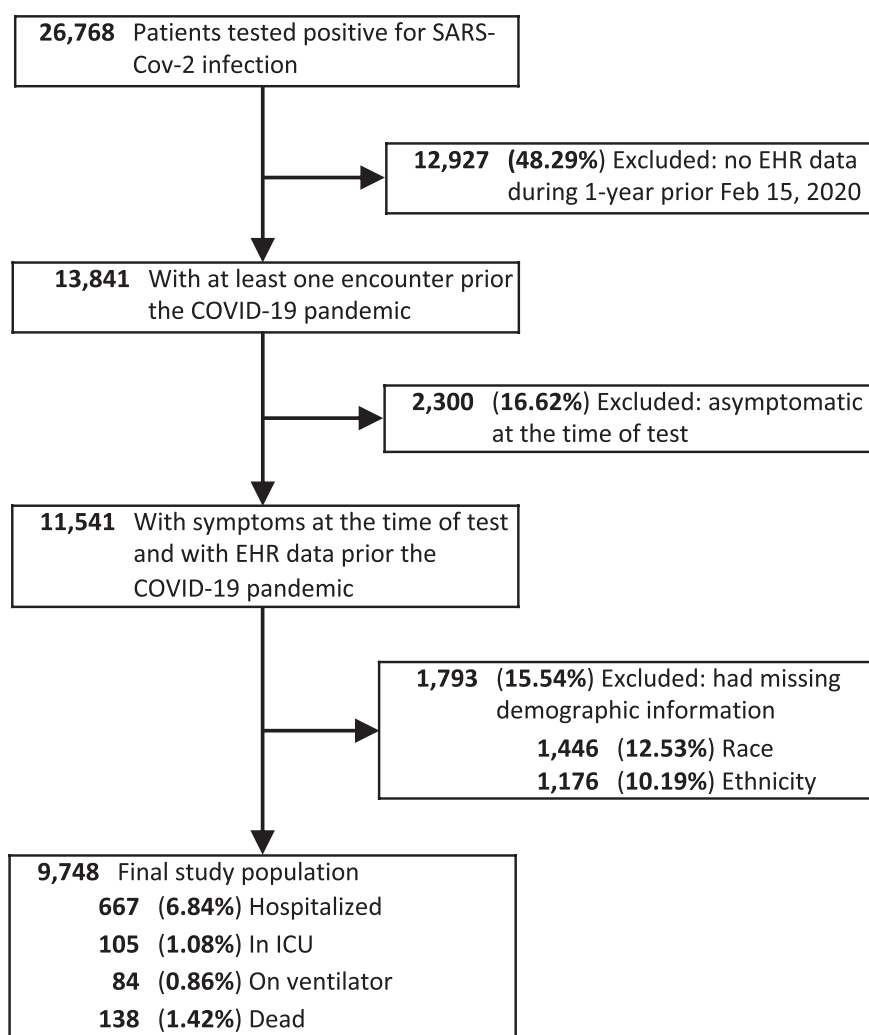 26,768 Patients tested positive for SARS-
Cov-2 infection
12,927 (48.29%) Excluded: no EHR data
during 1-year prior Feb 15, 2020
13,841 With at least one encounter prior
the COVID-19 pandemic
2,300 (16.62%) Excluded: asymptomatic
at the time of test
11,541 With symptoms at the time of test
and with EHR data prior the
COVID-19 pandemic
1,793 (15.54%) Excluded: had missing
demographic information
1,446 (12.53%) Race
1,176 (10.19%) Ethnicity
9,748 Final study population
667 (6.84%) Hospitalized
105 (1.08%) In ICU
84 (0.86%) On ventilator
138 (1.42%) Dead